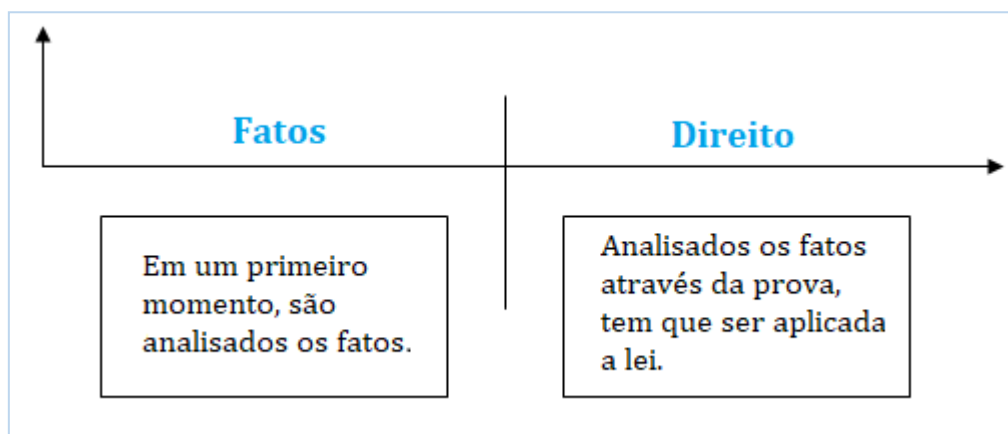 Fatos
Direito
Em um primeiro
momento, são
analisados os fatos.
Analisados os fatos
através da prova,
tem que ser aplicada
a lei.